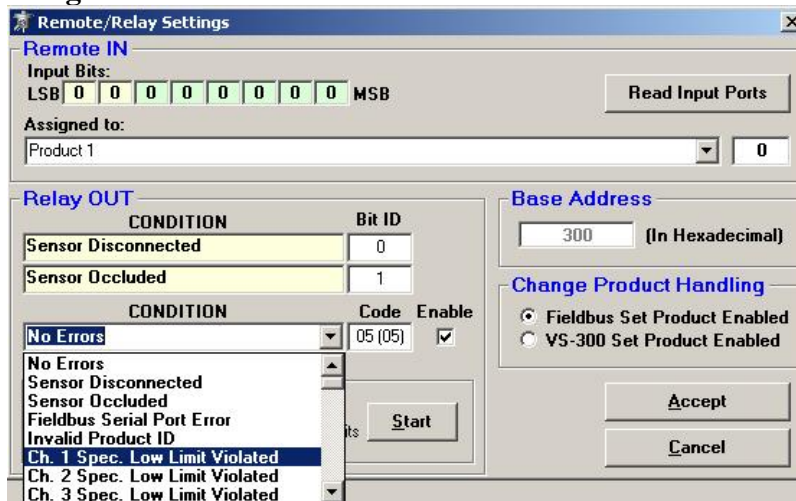 Remote/Relay Settings
Remote IN
Input Bits:
LSB 0 0 0 0 0 0 0 0 MSB
Read Input Ports
Assigned to:
Product 1 0
Relay OUT
CONDITION Bit ID
Sensor Disconnected 0
Sensor Occluded 1
CONDITION Code Enable
No Errors 05 (05)
No Errors
Sensor Disconnected
Sensor Occluded
Fieldbus Serial Port Error
Invalid Product ID
Ch. 1 Spec. Low Limit Violated
Ch. 2 Spec. Low Limit Violated
Ch. 3 Spec. Low Limit Violated
Start
Base Address
300 (In Hexadecimal)
Change Product Handling
Fieldbus Set Product Enabled
VS-300 Set Product Enabled
Accept
Cancel